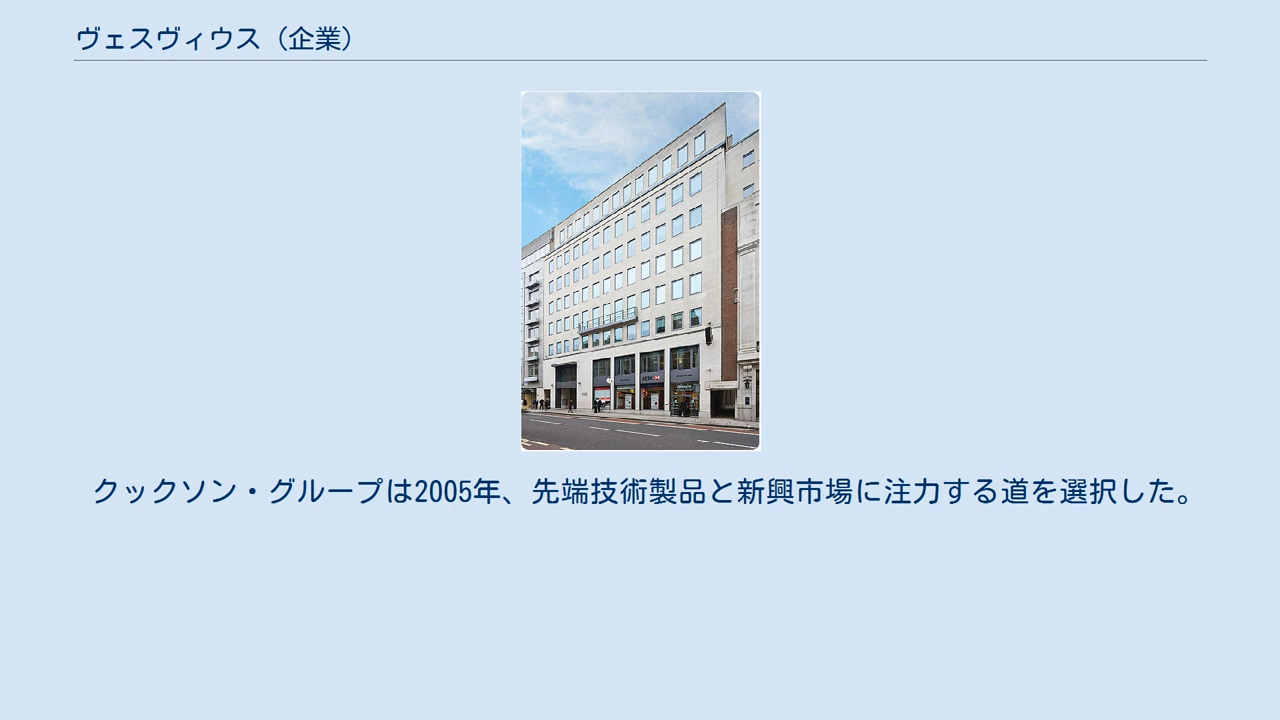 ヴェスヴィウス（企業）
クックソン・グループは2005年、先端技術製品と新興市場に注力する道を選択した。